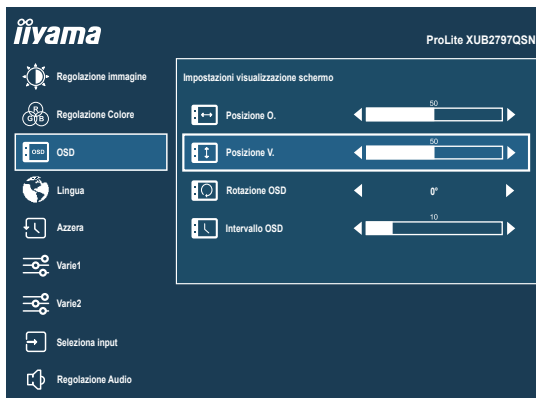 iiyama
ProLite XUB2797QSN
Regolazione immagine
Regolazione Colore
R
G B
OSD
OSD
Lingua
Azzera
Varie1
Varie2
Seleziona input
Regolazione Audio
Impostazioni visualizzazione schermo
Posizione O.
50
Posizione V.
50
Rotazione OSD
0°
Intervallo OSD
10